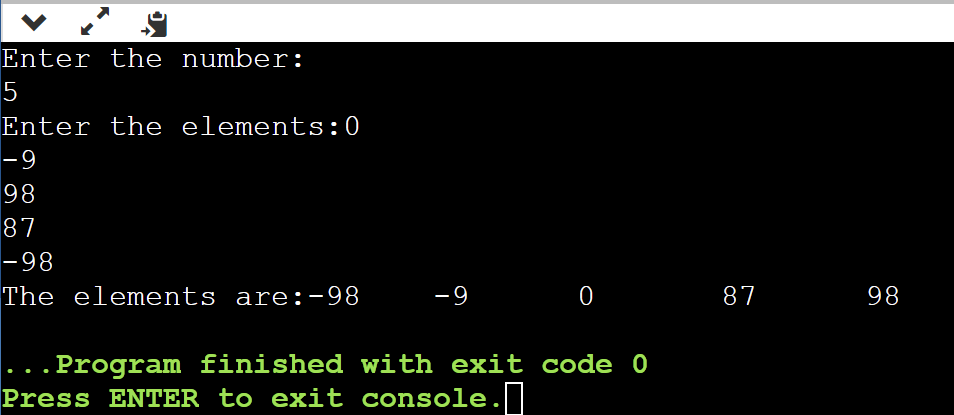 Enter the number:
5
Enter the elements:0
-9
98
87
-98
The elements are:-98    -9      0       87      98
...Program finished with exit code 0
Press ENTER to exit console.